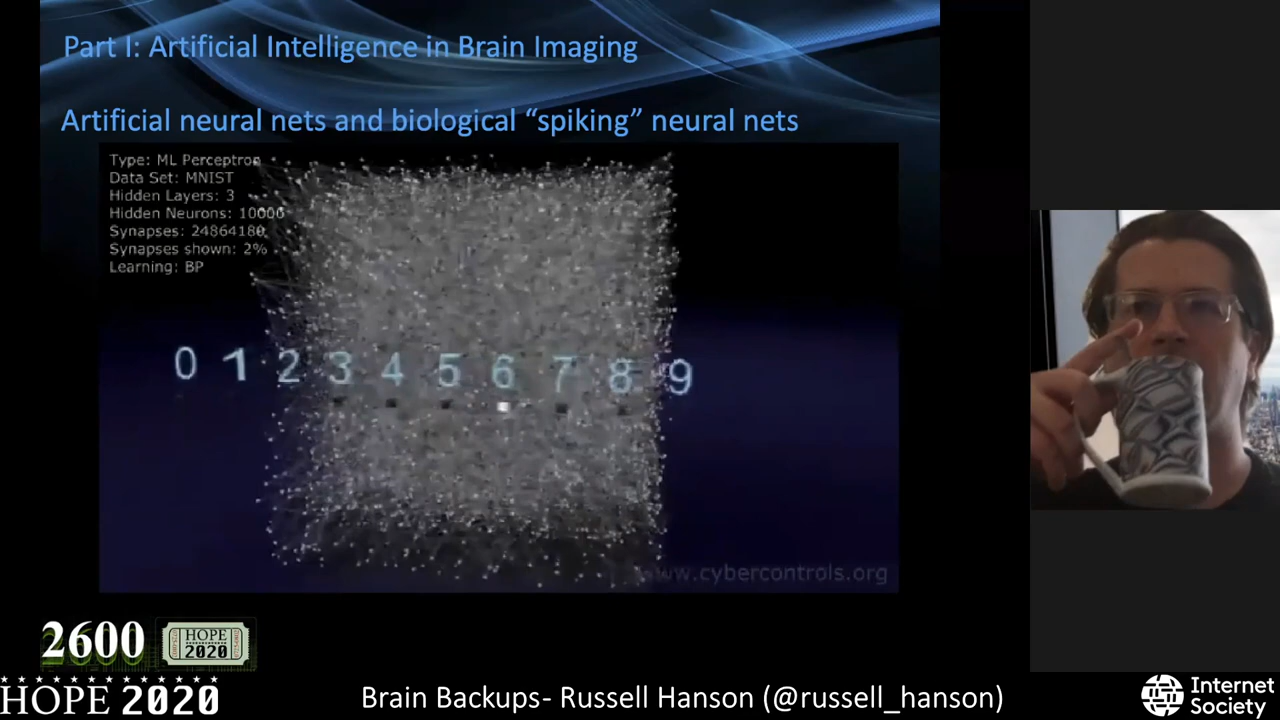 Part I: Artificial Intelligence in Brain Imaging
Artificial neural nets and biological “spiking” neural nets
Type: ML Perceptron
Data Set: MNIST
Hidden Layers: 3
Hidden Neurons: 10000
Synapses: 24864180
Synapses shown: 2%
Learning: BP
0 1 2 3 4 5 6 7 8 9
www.cybercontrols.org
2600
HOPE
2020
HOPE 2020
Brain Backups- Russell Hanson (@russell_hanson)
Internet
Society